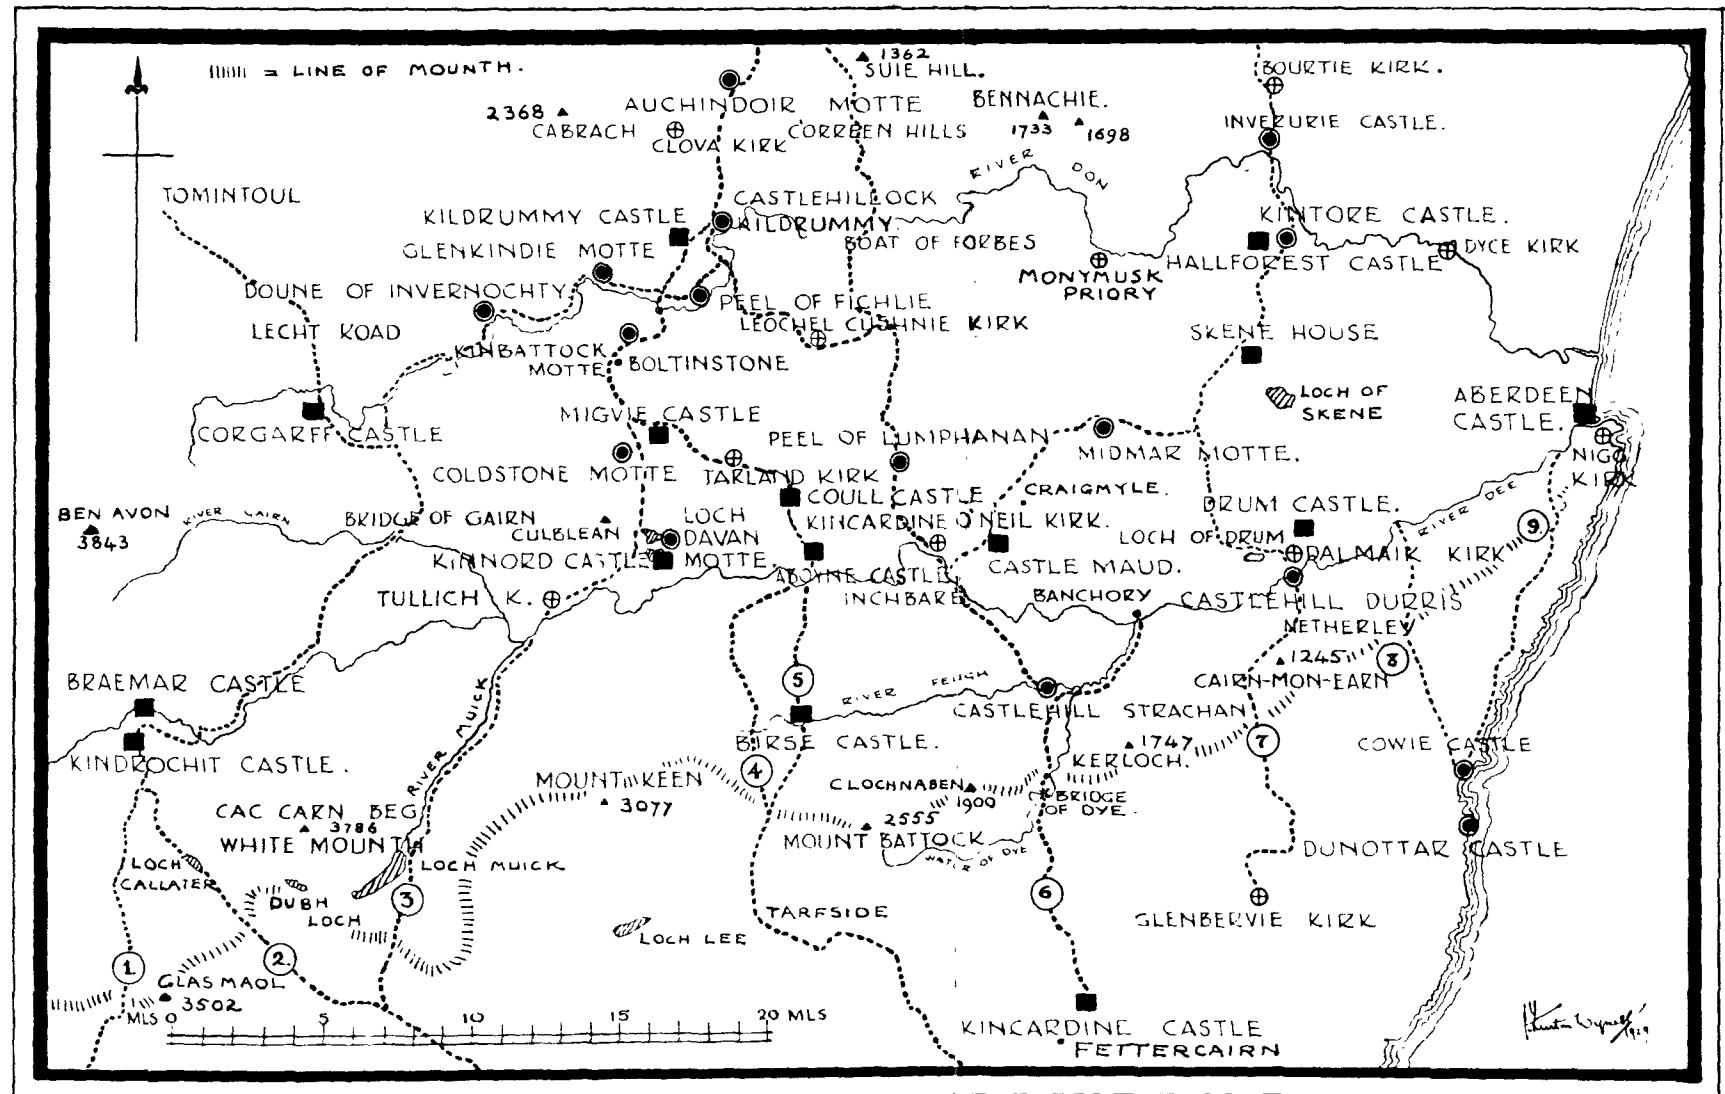 = LINE OF MOUNTH.
1362
SUIE HILL.
BOURTIE KIRK.
2368
CABRACH
AUCHINDOIR MOTTE
BENNACHIE.
1733
1698
CLOVA KIRK
CORREEN HILLS
INVERURIE CASTLE.
RIVER DON
TOMINTOUL
CASTLEHILLOCK
KILDRUMMY
KILDRUMMY CASTLE
KINTORE CASTLE.
GLENKINDIE MOTTE
BOAT OF FORBES
DYCE KIRK
HALLFOREST CASTLE
MONYMUSK
PRIORY
DOUNE OF INVERNOCHTY
PEEL OF FICHLIE
LEOCHEL CUSHNIE KIRK
LECHT ROAD
SKENE HOUSE
KINBATTOCK
MOTTE
BOLTINSTONE
LOCH OF
SKENE
ABERDEEN
CASTLE.
MIGVIE CASTLE
CORGARFF CASTLE
PEEL OF LUMPHANAN
MIDMAR MOTTE.
NIGG
KIRK
COLDSTONE MOTTE
TARLAND KIRK
COULL CASTLE
CRAIGMYLE.
DRUM CASTLE.
RIVER DEE
BEN AVON
3843
RIVER GAIRN
BRIDGE OF GAIRN
CULBLEAN
LOCH
DAVAN
MOTTE
KINCARDINE O'NEIL KIRK.
LOCH OF DRUM
DALMAIK KIRK
9
KINNORD CASTLE
ABOYNE CASTLE
CASTLE MAUD.
INCHBARE
BANCHORY
CASTLEHILL DURRIS
TULLICH K.
NETHERLEY
1245
8
CAIRN-MON-EARN
BRAEMAR CASTLE
5
RIVER FEUGH
RIVER MUICK
CASTLEHILL STRACHAN
BIRSE CASTLE.
7
COWIE CASTLE
KINDROCHIT CASTLE.
1747
KERLOCH.
MOUNT KEEN
3077
4
CLOCHNABEN
1900
BRIDGE
OF DYE.
CAC CARN BEG
3786
WHITE MOUNTH
2555
MOUNT BATTOCK
WATER OF DYE
DUNOTTAR CASTLE
LOCH
CALLATER
LOCH MUICK
DUBH
LOCH
3
6
TARFSIDE
LOCH LEE
GLENBERVIE KIRK
1.
2.
GLAS MAOL
3502
MLS 0 5 10 15 20 MLS
KINCARDINE CASTLE
FETTERCAIRN